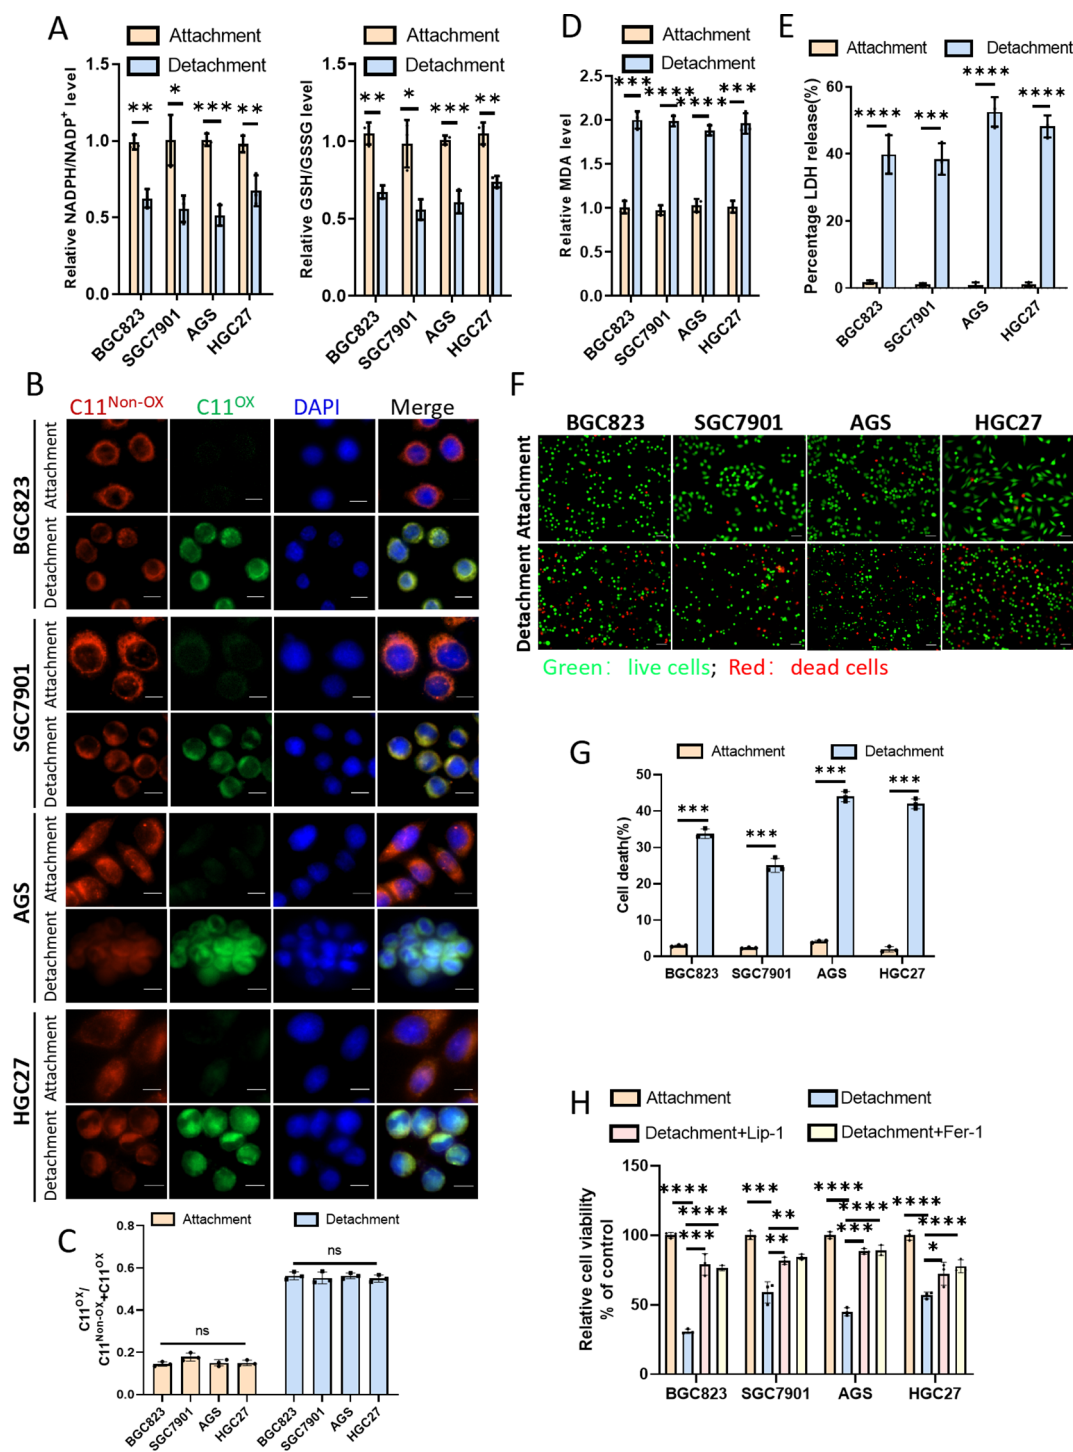 A
Attachment
Detachment
Relative NADPH/NADP+ level
1.5
1.0
0.5
0.0
**
*
***
**
BGC823
SGC7901
AGS
HGC27
Attachment
Detachment
Relative GSH/GSSG level
1.5
1.0
0.5
0.0
**
*
***
**
BGC823
SGC7901
AGS
HGC27
D
Attachment
Detachment
Relative MDA level
2.5
2.0
1.5
1.0
0.5
0.0
***
****
****
***
BGC823
SGC7901
AGS
HGC27
E
Attachment
Detachment
Percentage LDH release(%)
60
40
20
0
****
***
****
****
BGC823
SGC7901
AGS
HGC27
B
C11Non-OX
C11OX
DAPI
Merge
BGC823
Attachment
Detachment
SGC7901
Attachment
Detachment
AGS
Attachment
Detachment
HGC27
Attachment
Detachment
C
Attachment
Detachment
C11OX/
C11Non-OX+C11OX
0.8
0.6
0.4
0.2
0.0
ns
ns
BGC823
SGC7901
AGS
HGC27
BGC823
SGC7901
AGS
HGC27
F
BGC823
SGC7901
AGS
HGC27
Attachment
Detachment
Green: live cells; Red: dead cells
G
Attachment
Detachment
Cell death(%)
50
40
30
20
10
0
***
***
***
***
BGC823
SGC7901
AGS
HGC27
H
Attachment
Detachment
Detachment+Lip-1
Detachment+Fer-1
Relative cell viability
% of control
150
100
50
0
****
****
***
***
**
**
****
****
***
****
****
*
BGC823
SGC7901
AGS
HGC27